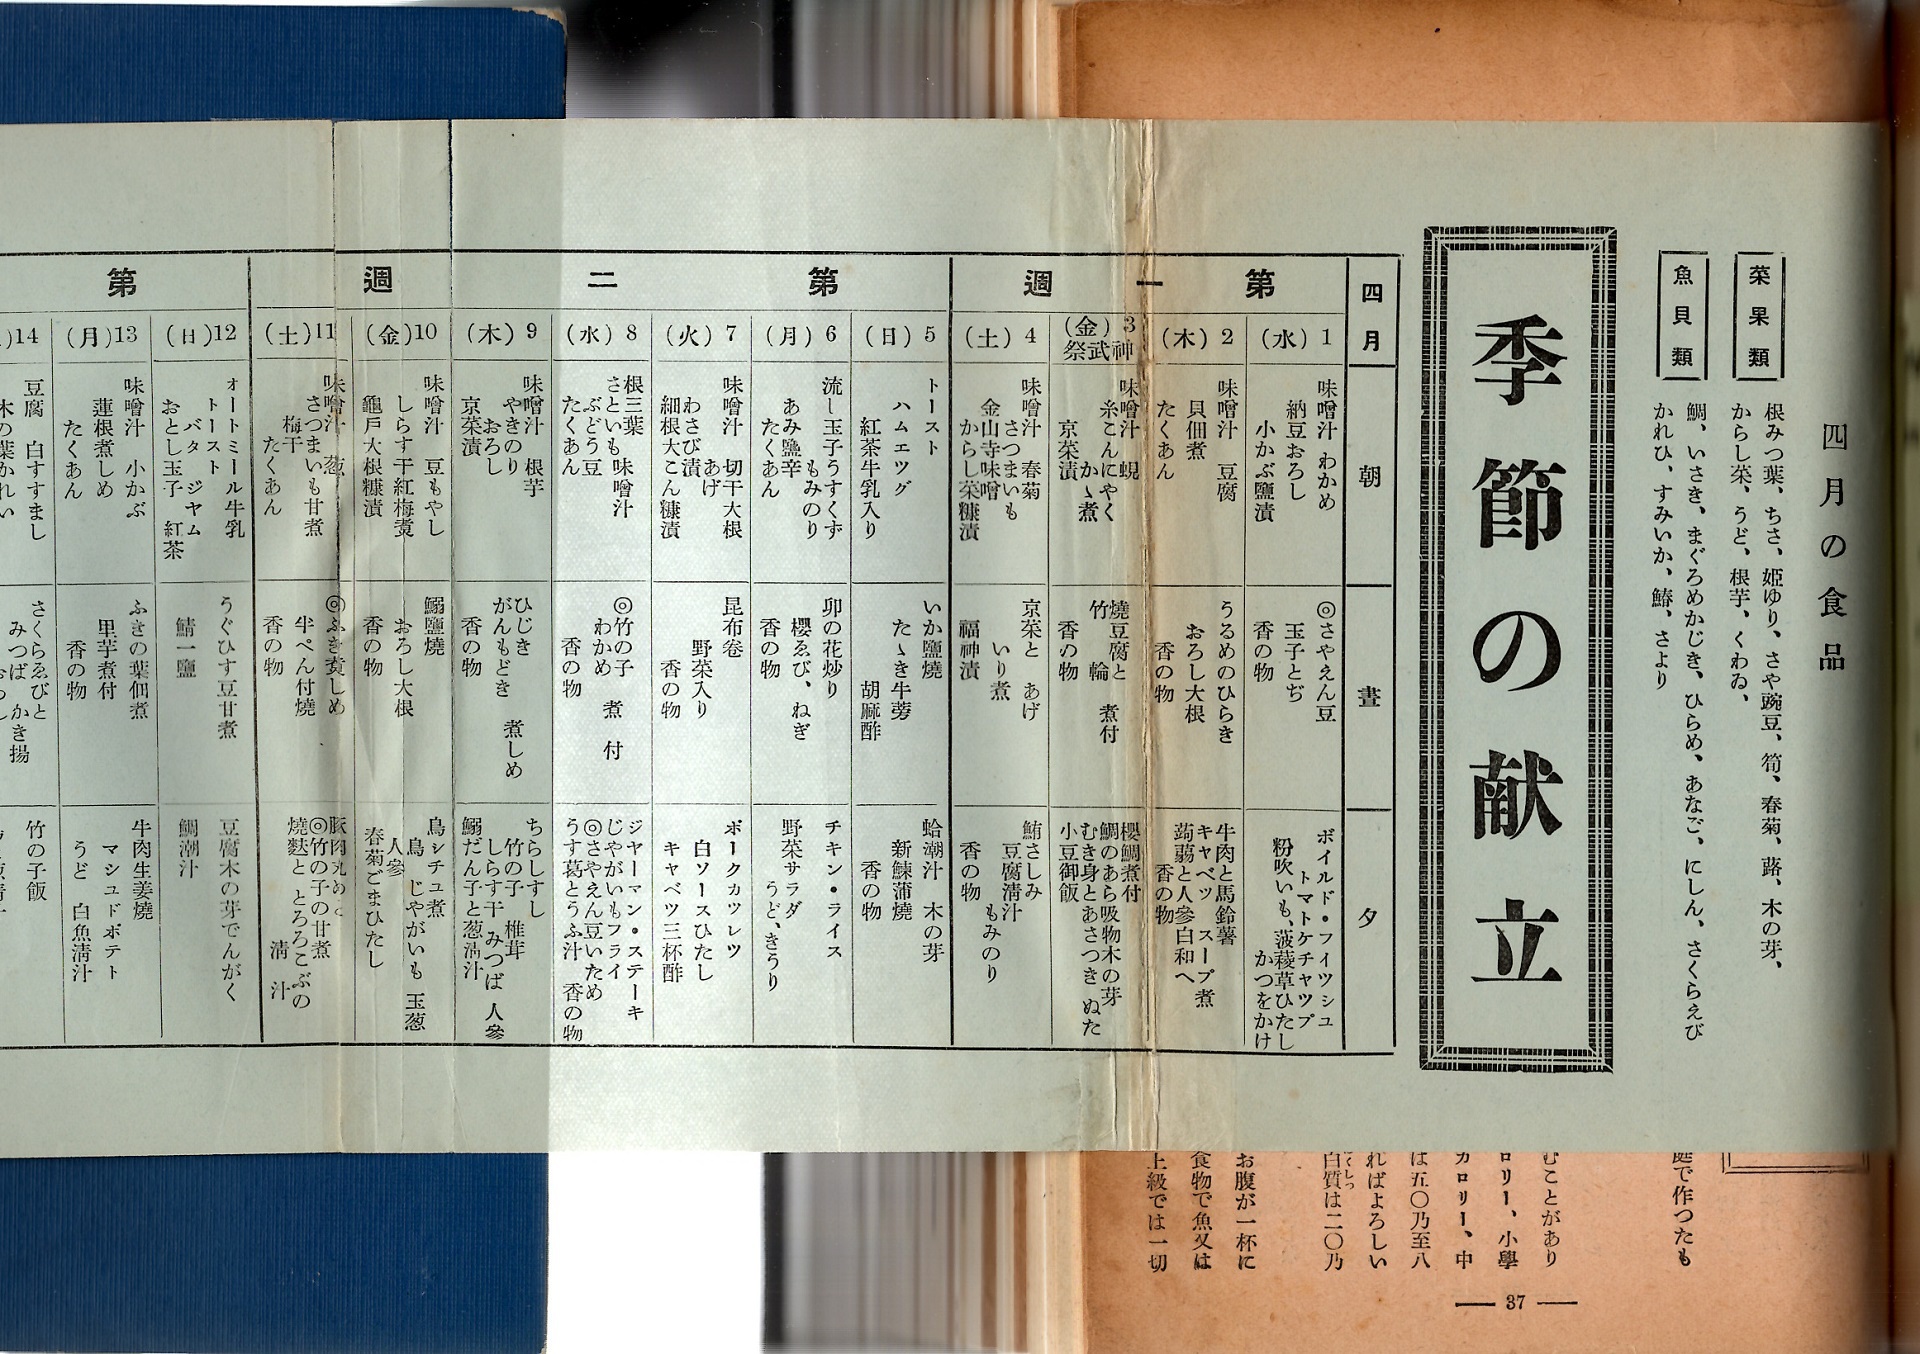 四月の食品
菜果類
根みつ葉、ちさ、姫ゆり、さや豌豆、筍、春菊、蕗、木の芽、
からし菜、うど、根芋、くわゐ、
魚貝類
鯛、いさき、まぐろめかじき、ひらめ、あなご、にしん、さくらえび
かれひ、すみいか、鰆、さより
季節の献立
四月
朝
晝
夕
第一週
1(水)
味噌汁 わかめ
納豆おろし
小かぶ鹽漬
◎さやえん豆
玉子とぢ
香の物
ボイルド・フイツシユ
トマトケチヤツプ
粉吹いも、菠薐草ひたし
かつをかけ
2(木)
味噌汁 豆腐
貝佃煮
たくあん
うるめのひらき
おろし大根
香の物
牛肉と馬鈴薯
キヤベツ スープ煮
蒟蒻と人參白和へ
香の物
3(金)
神武祭
味噌汁 蜆
糸こんにやく
かゝ煮
京菜漬
燒豆腐と
竹輪 煮付
香の物
櫻鯛煮付
鯛のあら吸物木の芽
むき身とあさつき ぬた
小豆御飯
4(土)
味噌汁 春菊
さつまいも
金山寺味噌
からし菜糠漬
京菜と あげ
いり煮
福神漬
鮪さしみ
豆腐清汁
もみのり
香の物
第二週
5(日)
トースト
ハムエツグ
紅茶牛乳入り
いか鹽燒
たゝき牛蒡
胡麻酢
蛤潮汁 木の芽
新鰊蒲燒
香の物
6(月)
流し玉子うすくず
もみのり
あみ鹽辛
たくあん
卯の花炒り
櫻ゑび、ねぎ
香の物
チキン・ライス
野菜サラダ
うど、きうり
7(火)
味噌汁 切干大根
あげ
わさび漬
細根大こん糠漬
昆布卷
野菜入り
香の物
ポークカツレツ
白ソースひたし
キヤベツ三杯酢
8(水)
根三葉 味噌汁
さといも
ぶどう豆
たくあん
◎竹の子 煮付
わかめ
香の物
ジヤーマン・ステーキ
じやがいもフライ
◎さやえん豆いため
うす葛とうふ汁 香の物
9(木)
味噌汁 根芋
やきのり
おろし
京菜漬
ひじき
がんもどき 煮しめ
香の物
ちらしすし
竹の子 椎茸
しらす干 みつば 人參
鰯だん子と葱清汁
10(金)
味噌汁 豆もやし
しらす干紅梅煑
龜戸大根糠漬
鰯鹽燒
おろし大根
香の物
鳥シチュ煮
鳥 じやがいも 玉葱
人參
春菊ごまひたし
11(土)
味噌汁 葱
さつまいも甘煮
梅干
たくあん
◎ふき煮しめ
半ぺん付燒
香の物
豚肉丸めと
◎竹の子の甘煮
燒麩と とろろこぶの
清汁
第
12(日)
オートミール牛乳
トースト
バタ ジヤム
おとし玉子 紅茶
うぐひす豆甘煮
鯖一鹽
豆腐木の芽でんがく
鯛潮汁
13(月)
味噌汁 小かぶ
蓮根煮しめ
たくあん
ふきの葉佃煮
里芋煮付
香の物
牛肉生姜燒
マシュドポテト
うど 白魚清汁
14
豆腐 白すすまし
木の葉かれい
さくらゑびと
みつば かき揚
竹の子飯
庭で作つたも
むことがあり
ロリー、小學
カロリー、中
は五〇乃至八
ればよろしい
白質は二〇乃
お腹が一杯に
食物で魚又は
上級では一切
37